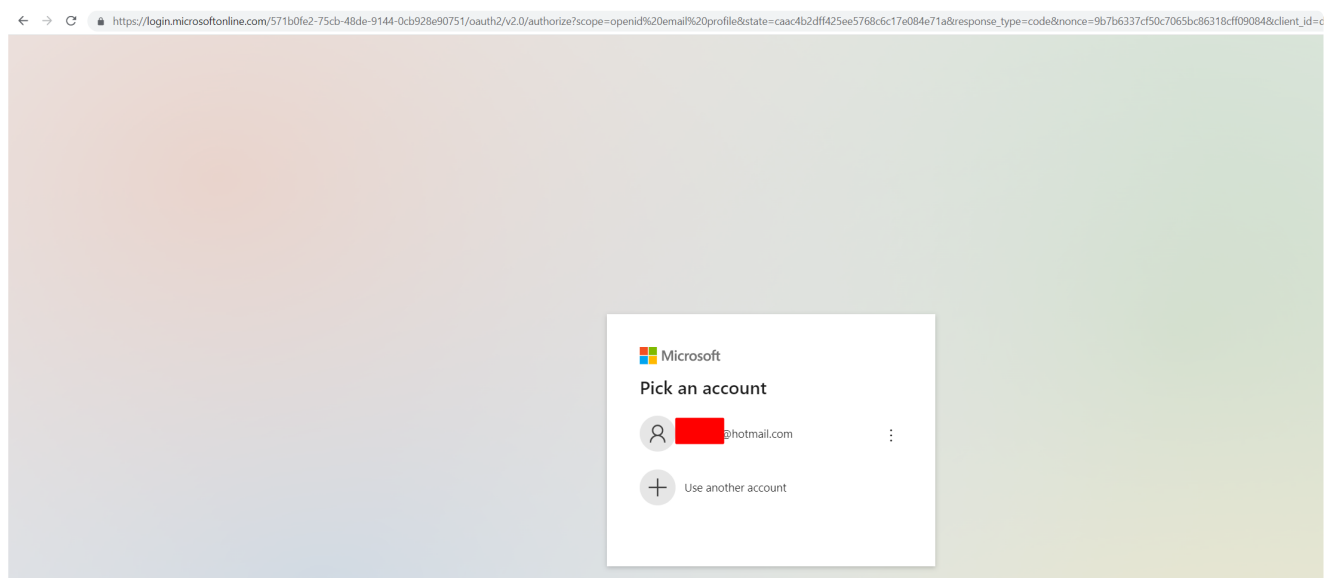 https://login.microsoftonline.com/571b0fe2-75cb-48de-9144-0cb928e90751/oauth2/v2.0/authorize?scope=openid%20email%20profile&state=caac4b2dff425ee5768c6c17e084e71a&response_type=code&nonce=9b7b6337cf50c7065bc86318cff09084&client_id=c
Microsoft
Pick an account
@hotmail.com
Use another account